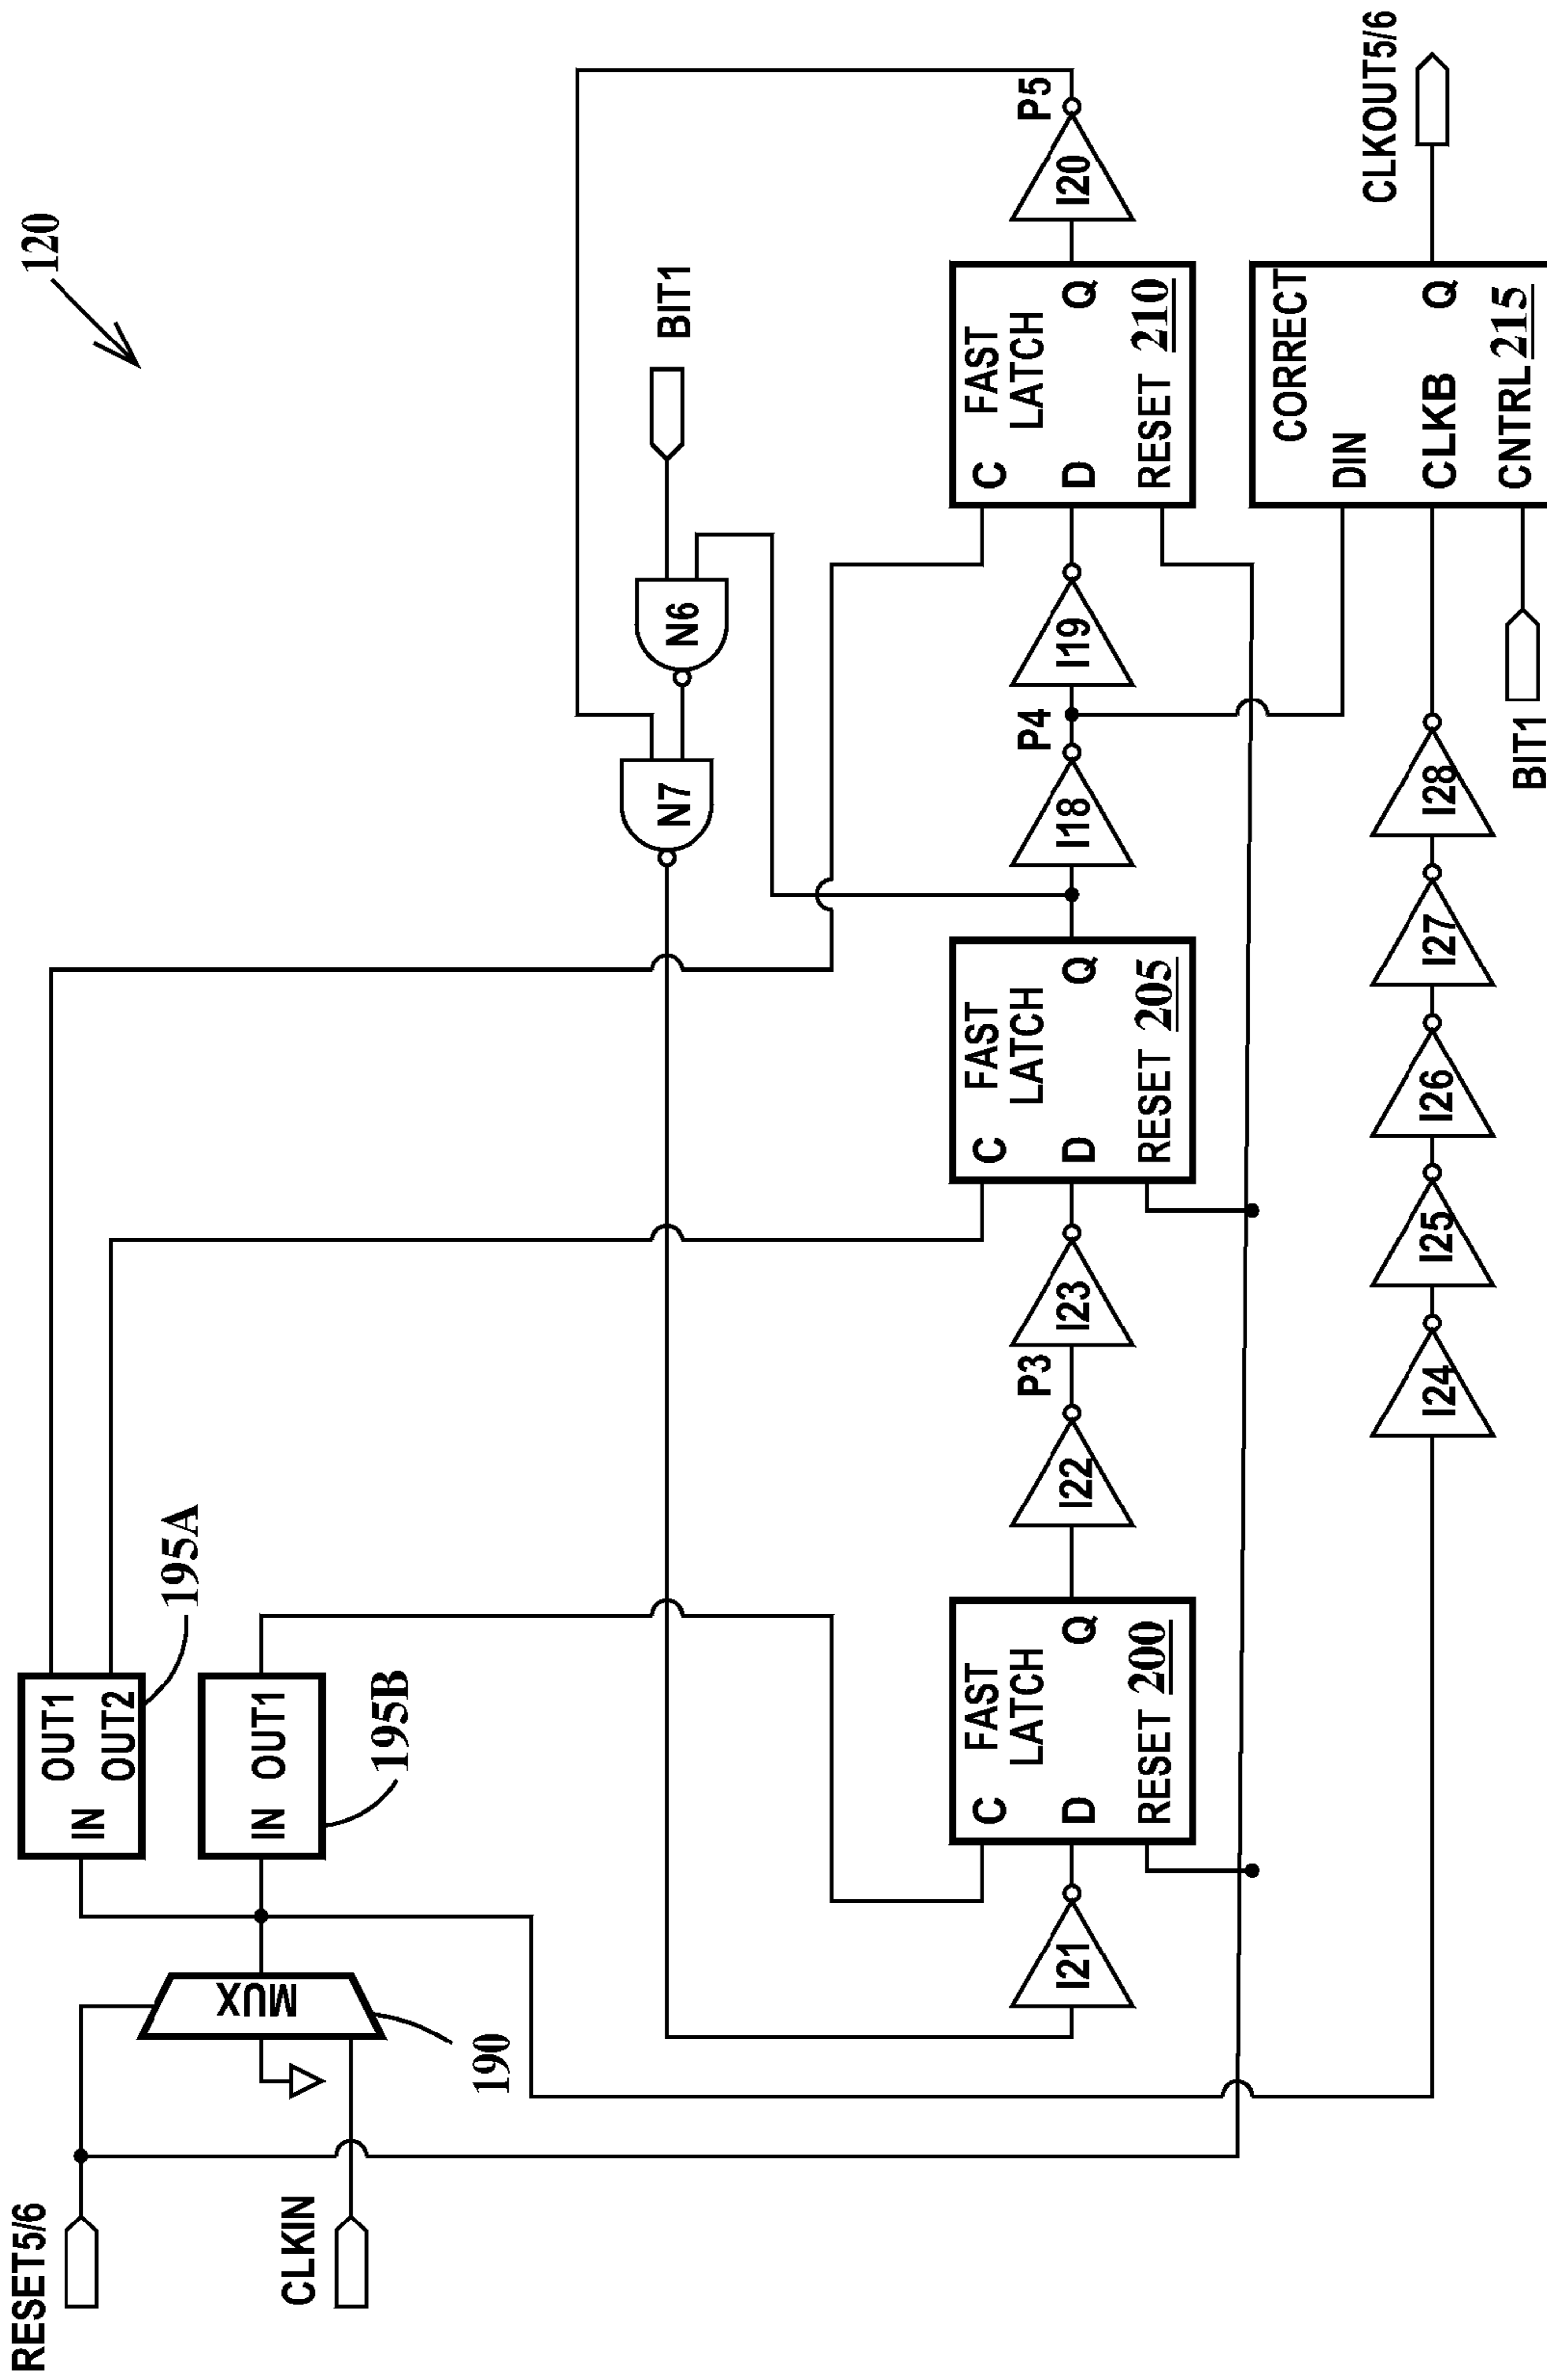 120
RESET5/6
CLKIN
MUX
190
IN
OUT1
OUT2
195A
IN OUT1
195B
BIT1
N6
N7
I21
FAST
LATCH
C
D
Q
RESET 200
I22
P3
I23
FAST
LATCH
C
D
Q
RESET 205
I18
P4
I19
FAST
LATCH
C
D
Q
RESET 210
I20
P5
I24
I25
I26
I27
I28
BIT1
CORRECT
DIN
CLKB
Q
CNTRL 215
CLKOUT5/6